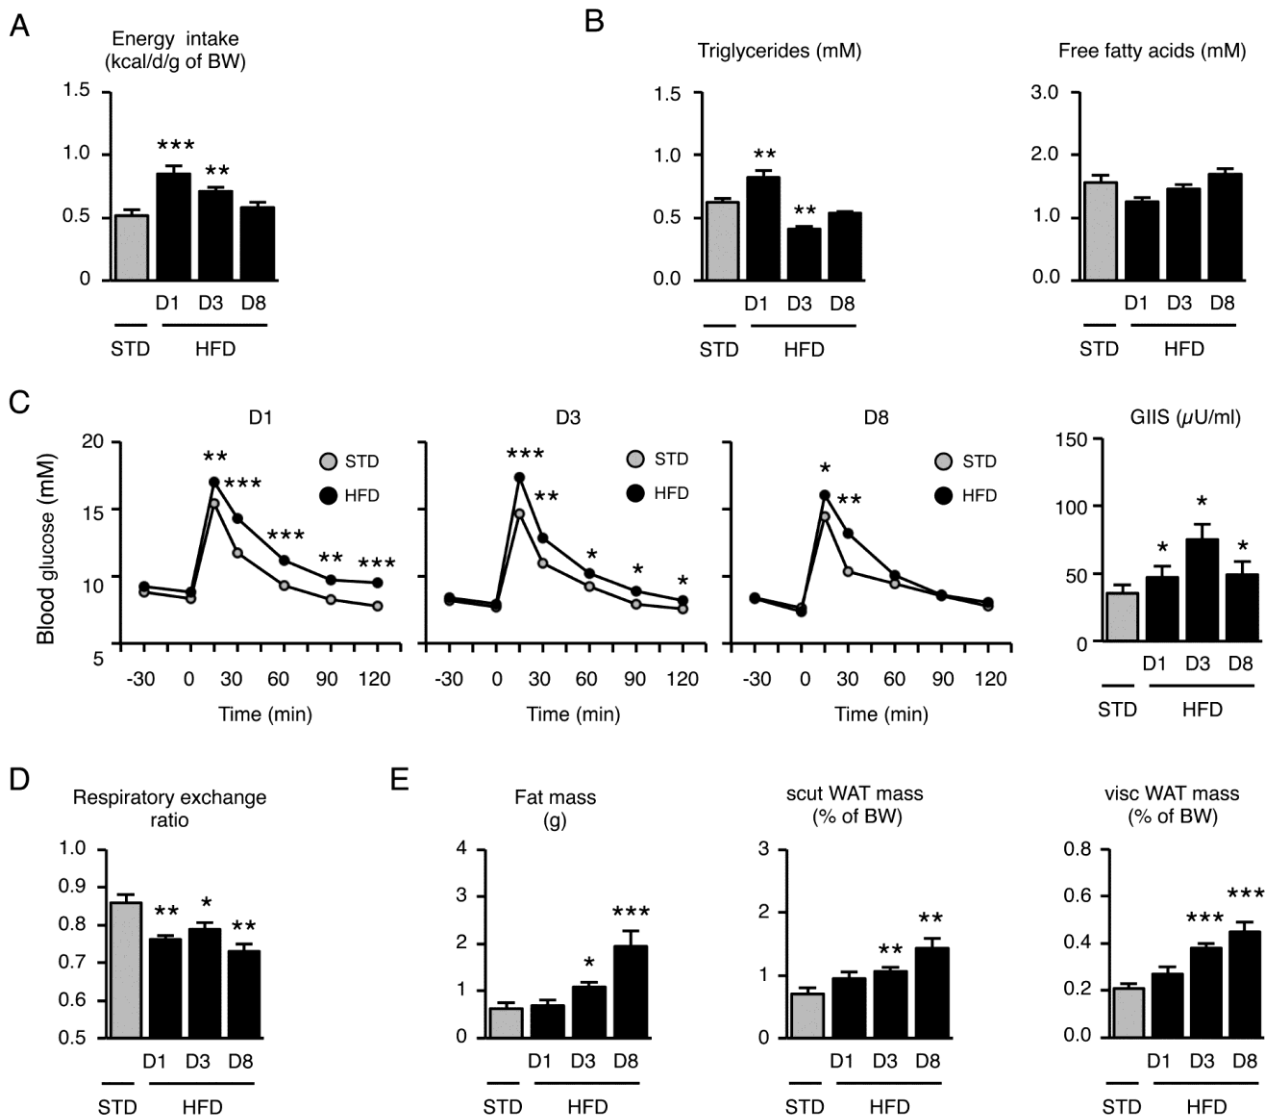 A
Energy intake
(kcal/d/g of BW)
1.5
1.0
0.5
0
***
**
D1 D3 D8
STD HFD
B
Triglycerides (mM)
1.5
1.0
0.5
0.0
**
**
D1 D3 D8
STD HFD
Free fatty acids (mM)
3.0
2.0
1.0
0.0
D1 D3 D8
STD HFD
C
Blood glucose (mM)
20
15
10
5
D1
STD
HFD
**
***
***
**
***
-30 0 30 60 90 120
Time (min)
D3
STD
HFD
***
**
*
*
*
-30 0 30 60 90 120
Time (min)
D8
STD
HFD
*
**
-30 0 30 60 90 120
Time (min)
GIIS (µU/ml)
150
100
50
0
*
*
*
D1 D3 D8
STD HFD
D
Respiratory exchange
ratio
1.0
0.9
0.8
0.7
0.6
0.5
**
*
**
D1 D3 D8
STD HFD
E
Fat mass
(g)
4
3
2
1
0
*
***
D1 D3 D8
STD HFD
scut WAT mass
(% of BW)
3
2
1
0
**
**
D1 D3 D8
STD HFD
visc WAT mass
(% of BW)
0.8
0.6
0.4
0.2
0.0
***
***
D1 D3 D8
STD HFD